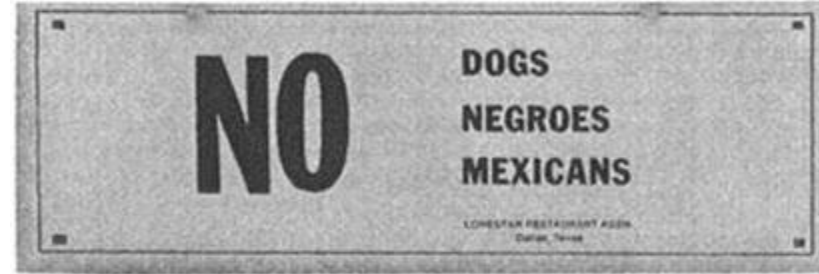 NO
DOGS
NEGROES
MEXICANS
LONESTAR RESTAURANT ASSN.
Dallas, Texas